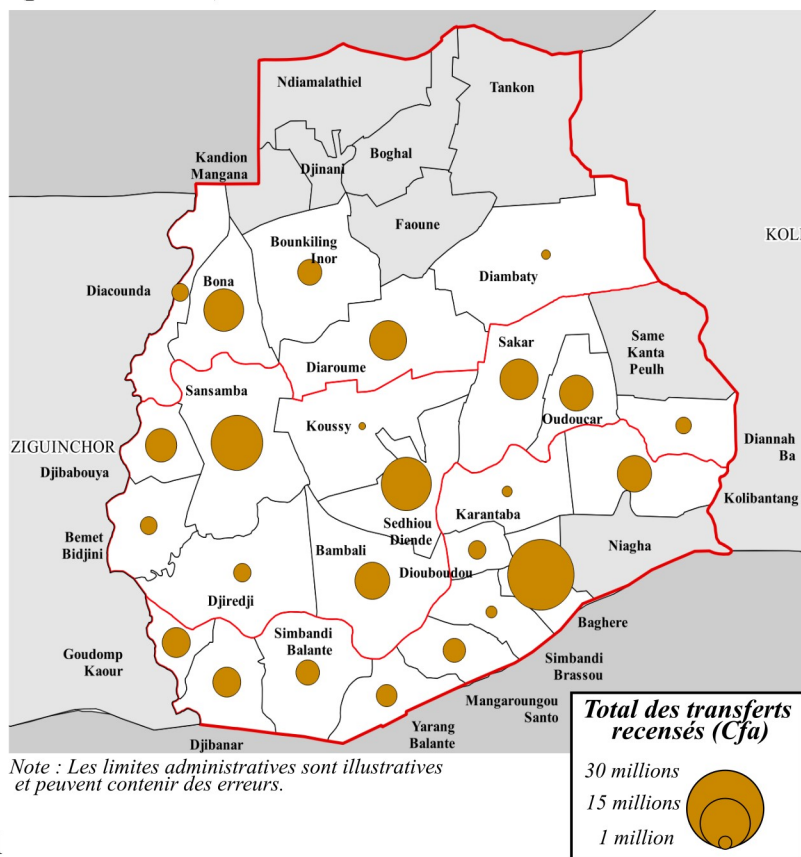 Ndiamalathiel
Tankon
Boghal
Kandion
Mangana
Djinani
Faoune
KOL
Bounkiling
Inor
Diambaty
Diacounda
Bona
Sakar
Same
Kanta
Peulh
Diaroume
Sansamba
Koussy
Oudoucar
ZIGUINCHOR
Djibabouya
Diannah
Ba
Kolibantang
Sedhiou
Diende
Karantaba
Bemet
Bidjini
Bambali
Niagha
Diouboudou
Djiredji
Baghere
Simbandi
Balante
Goudomp
Kaour
Simbandi
Brassou
Mangaroungou
Santo
Yarang
Balante
Djibanar
Note : Les limites administratives sont illustratives
et peuvent contenir des erreurs.
Total des transferts
recensés (Cfa)
30 millions
15 millions
1 million